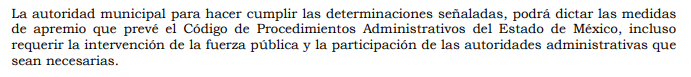 La autoridad municipal para hacer cumplir las determinaciones señaladas, podrá dictar las medidas
de apremio que prevé el Código de Procedimientos Administrativos del Estado de México, incluso
requerir la intervención de la fuerza pública y la participación de las autoridades administrativas que
sean necesarias.